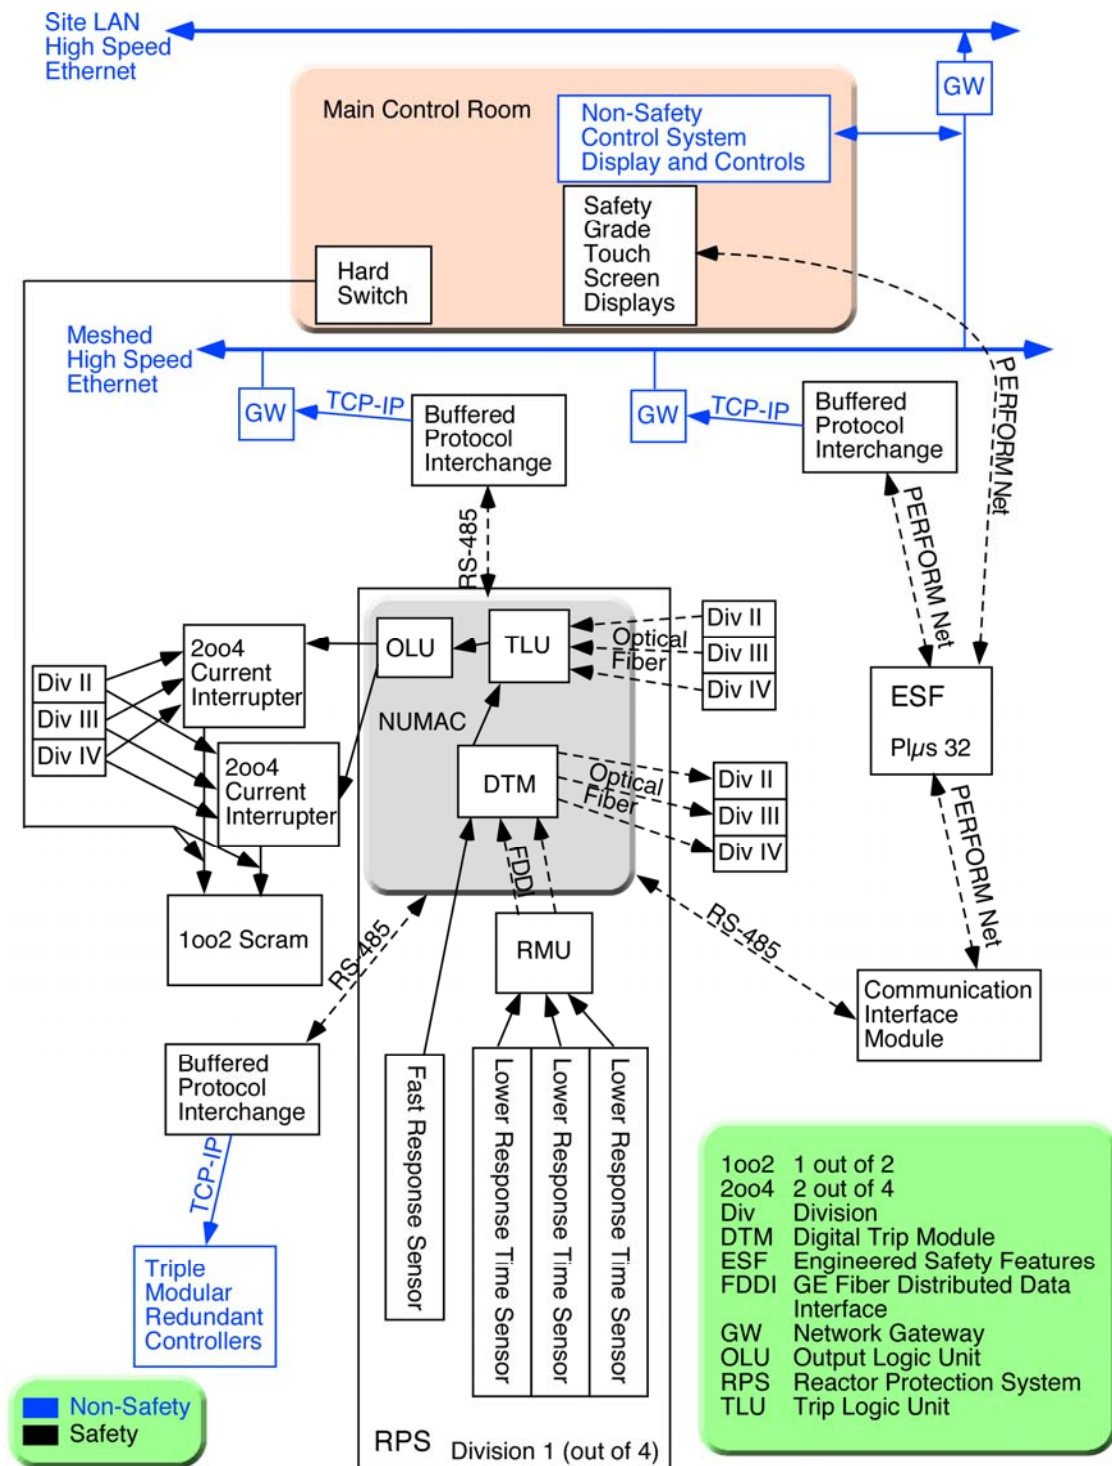 Site LAN
High Speed
Ethernet
GW
Main Control Room
Non-Safety
Control System
Display and Controls
Safety
Grade
Touch
Screen
Displays
Hard
Switch
Meshed
High Speed
Ethernet
GW
TCP-IP
Buffered
Protocol
Interchange
GW
TCP-IP
Buffered
Protocol
Interchange
PERFORM Net
RS-485
PERFORM Net
2oo4
Current
Interrupter
OLU
TLU
Optical
Fiber
Div II
Div III
Div IV
Div II
Div III
Div IV
NUMAC
ESF
Plµs 32
2oo4
Current
Interrupter
DTM
Optical
Fiber
Div II
Div III
Div IV
FDDI
PERFORM Net
1oo2 Scram
RS-485
RMU
RS-485
Communication
Interface
Module
Buffered
Protocol
Interchange
TCP-IP
Triple
Modular
Redundant
Controllers
Fast Response Sensor
Lower Response Time Sensor
Lower Response Time Sensor
Lower Response Time Sensor
RPS
Division 1 (out of 4)
Non-Safety
Safety
1oo2 1 out of 2
2oo4 2 out of 4
Div Division
DTM Digital Trip Module
ESF Engineered Safety Features
FDDI GE Fiber Distributed Data
Interface
GW Network Gateway
OLU Output Logic Unit
RPS Reactor Protection System
TLU Trip Logic Unit